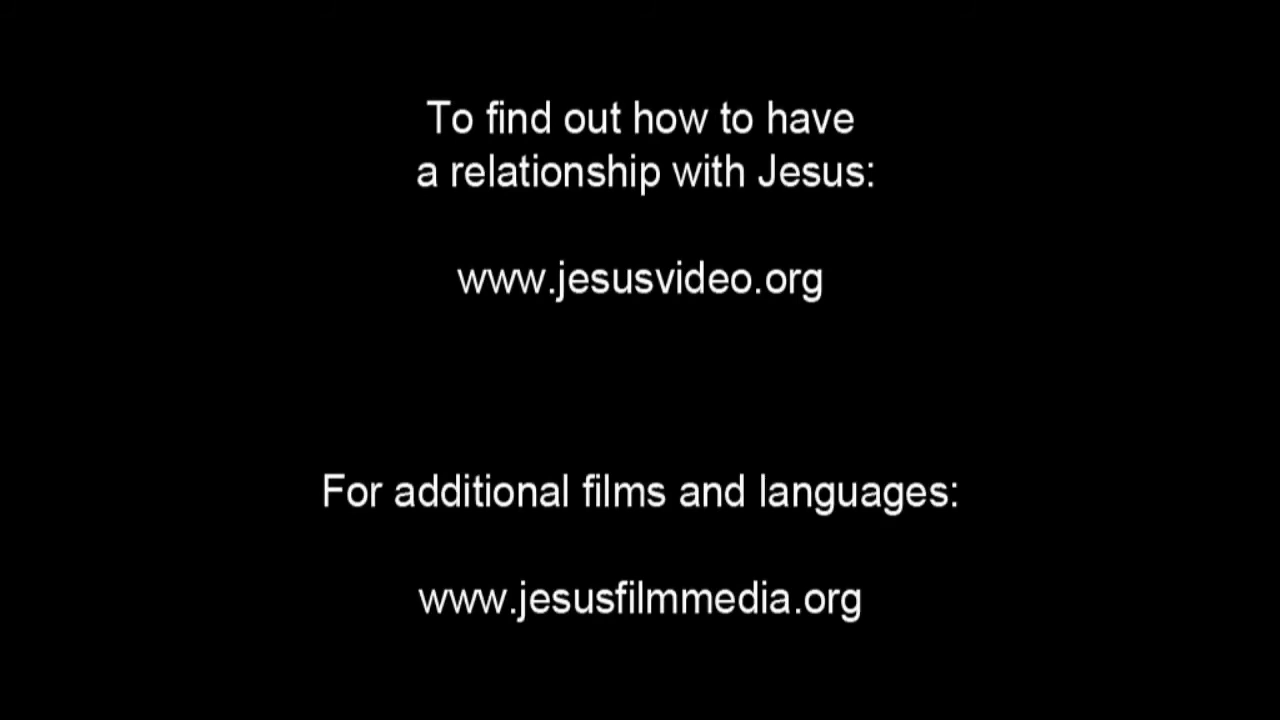 To find out how to have
a relationship with Jesus:
www.jesusvideo.org
For additional films and languages:
www.jesusfilmmedia.org